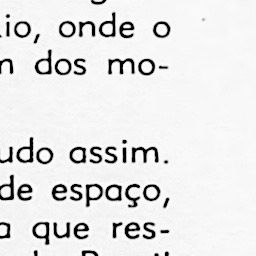 io, onde o
m dos mo-
udo assim.
de espaço,
a que res-